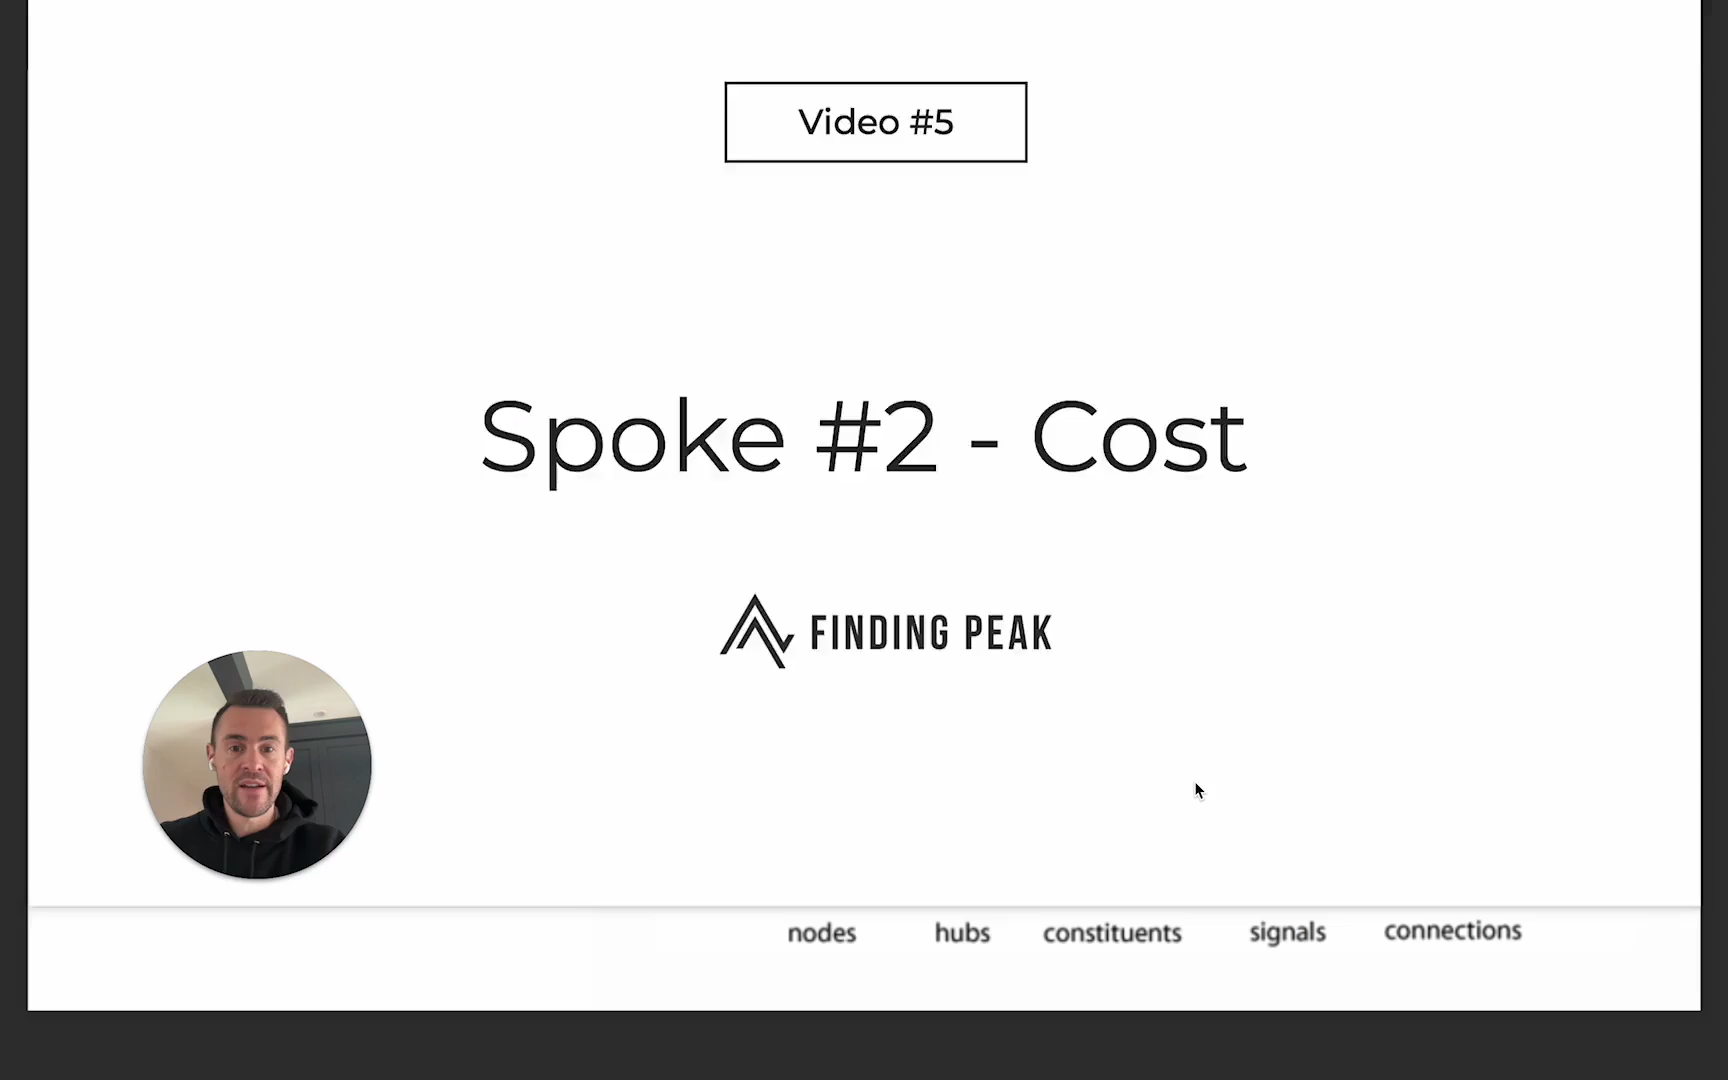 Video #5
Spoke #2 - Cost
FINDING PEAK
nodes hubs constituents signals connections